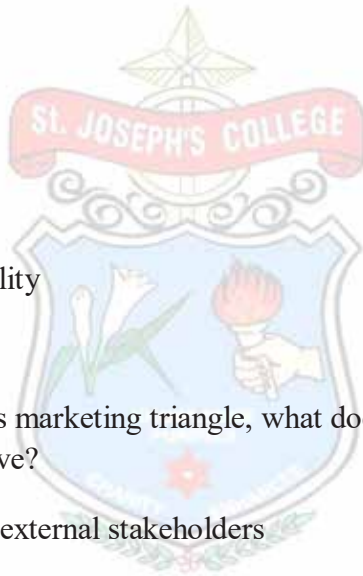 St. JOSEPH'S COLLEGE
lity
s marketing triangle, what do
ve?
external stakeholders